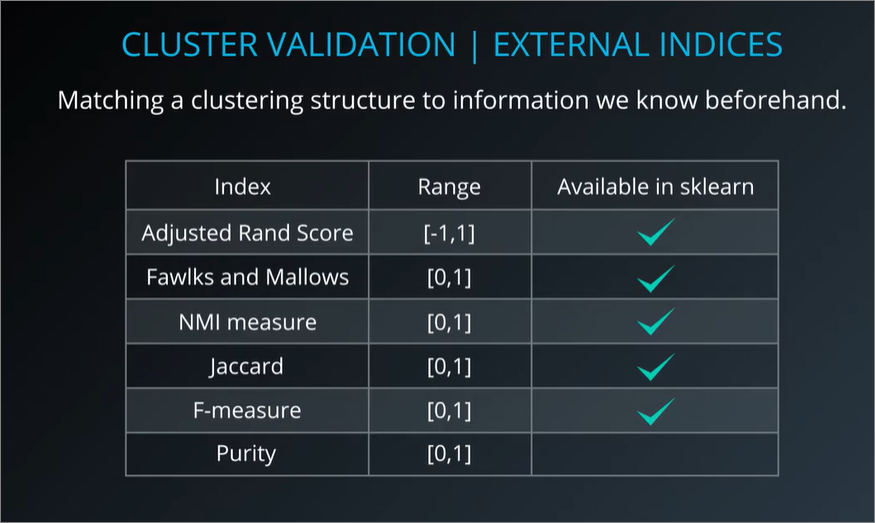 CLUSTER VALIDATION | EXTERNAL INDICES
Matching a clustering structure to information we know beforehand.
Index Range Available in sklearn
Adjusted Rand Score [-1,1]
Fawlks and Mallows [0,1]
NMI measure [0,1]
Jaccard [0,1]
F-measure [0,1]
Purity [0,1]